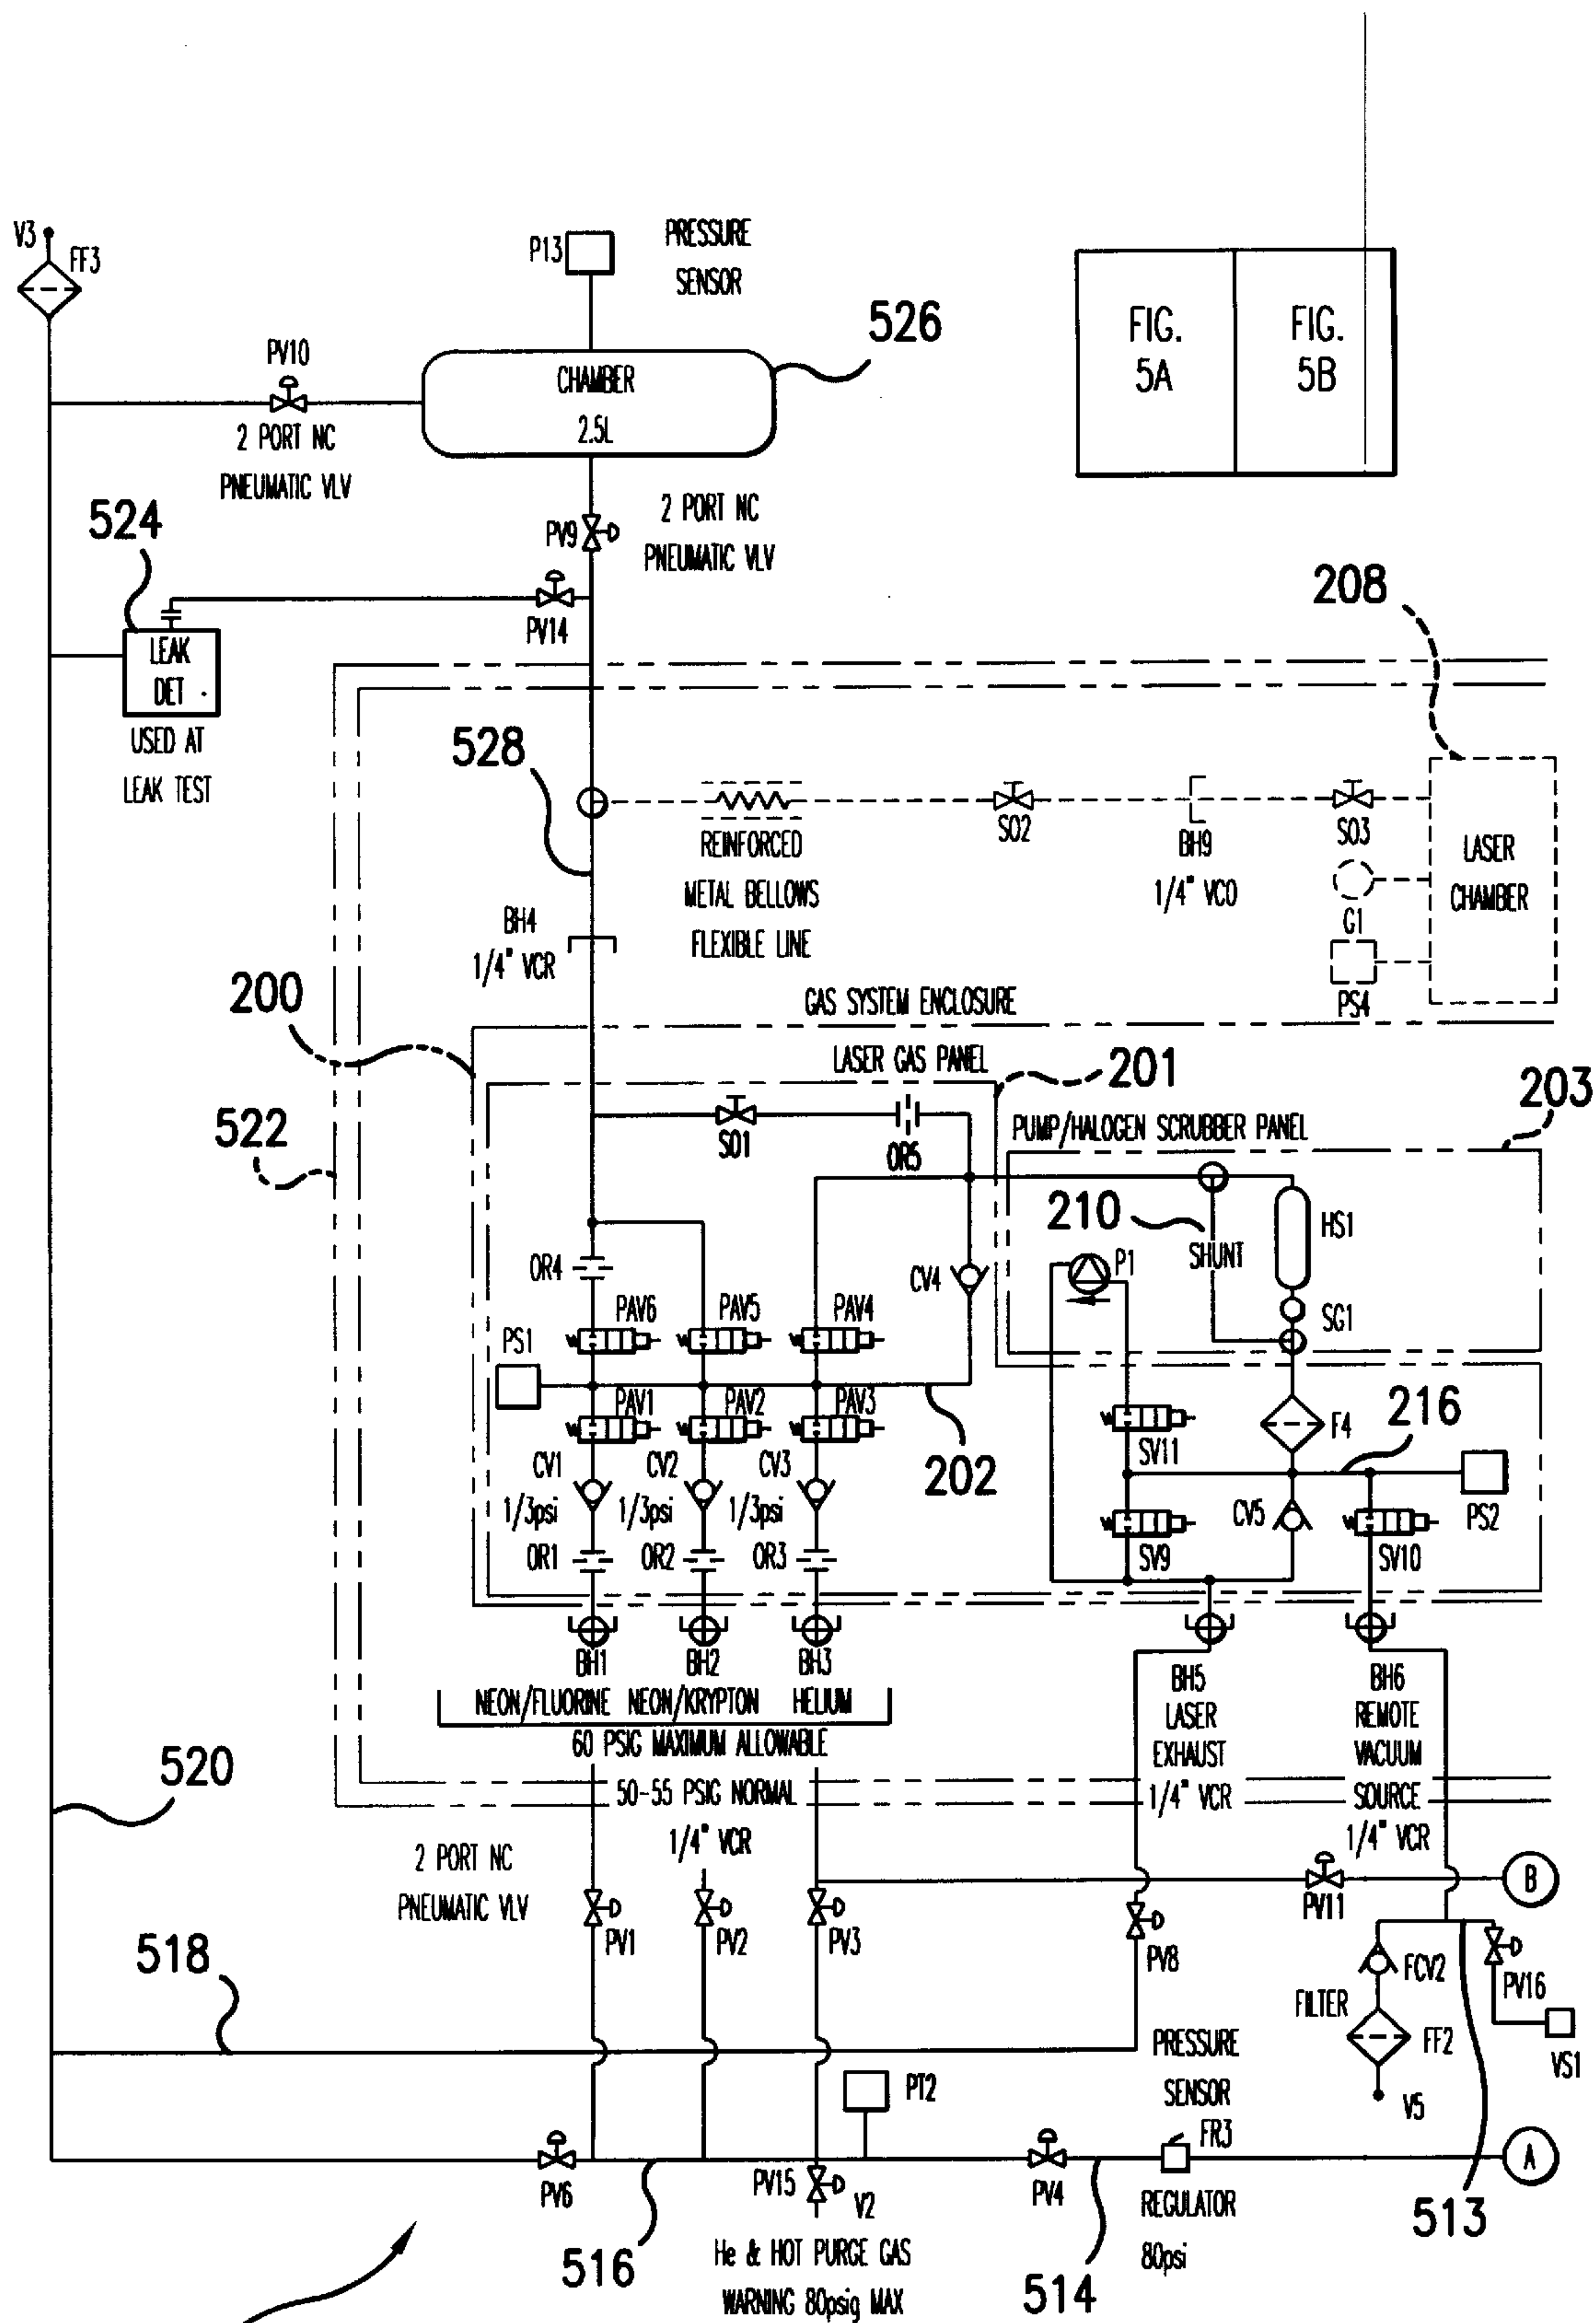 V3
FF3
P13
PRESSURE
SENSOR
526
FIG.
5A
FIG.
5B
PV10
CHAMBER
2.5L
2 PORT NC
PNEUMATIC VLV
524
PV9
2 PORT NC
PNEUMATIC VLV
208
PV14
LEAK
DET
USED AT
LEAK TEST
528
REINFORCED
METAL BELLOWS
FLEXIBLE LINE
SO2
BH9
1/4" VCO
SO3
G1
PS4
LASER
CHAMBER
BH4
1/4" VCR
200
GAS SYSTEM ENCLOSURE
LASER GAS PANEL
201
203
522
SO1
OR5
PUMP/HALOGEN SCRUBBER PANEL
210
SHUNT
HS1
P1
OR4
CV4
SG1
PAV6
PAV5
PAV4
PS1
PAV1
PAV2
PAV3
202
216
F4
SV11
CV1
1/3psi
CV2
1/3psi
CV3
1/3psi
PS2
CV5
OR1
OR2
OR3
SV9
SV10
BH1
BH2
BH3
BH5
BH6
NEON/FLUORINE
NEON/KRYPTON
HELIUM
60 PSIG MAXIMUM ALLOWABLE
50-55 PSIG NORMAL
1/4" VCR
LASER
EXHAUST
1/4" VCR
REMOTE
VACUUM
SOURCE
1/4" VCR
520
2 PORT NC
PNEUMATIC VLV
PV1
PV2
PV3
PV8
PV11
B
518
FCV2
PV16
FILTER
FF2
VS1
V5
PT2
PRESSURE
SENSOR
FR3
A
PV6
PV15
V2
PV4
REGULATOR
80psi
513
516
He & HOT PURGE GAS
WARNING 80psig MAX
514